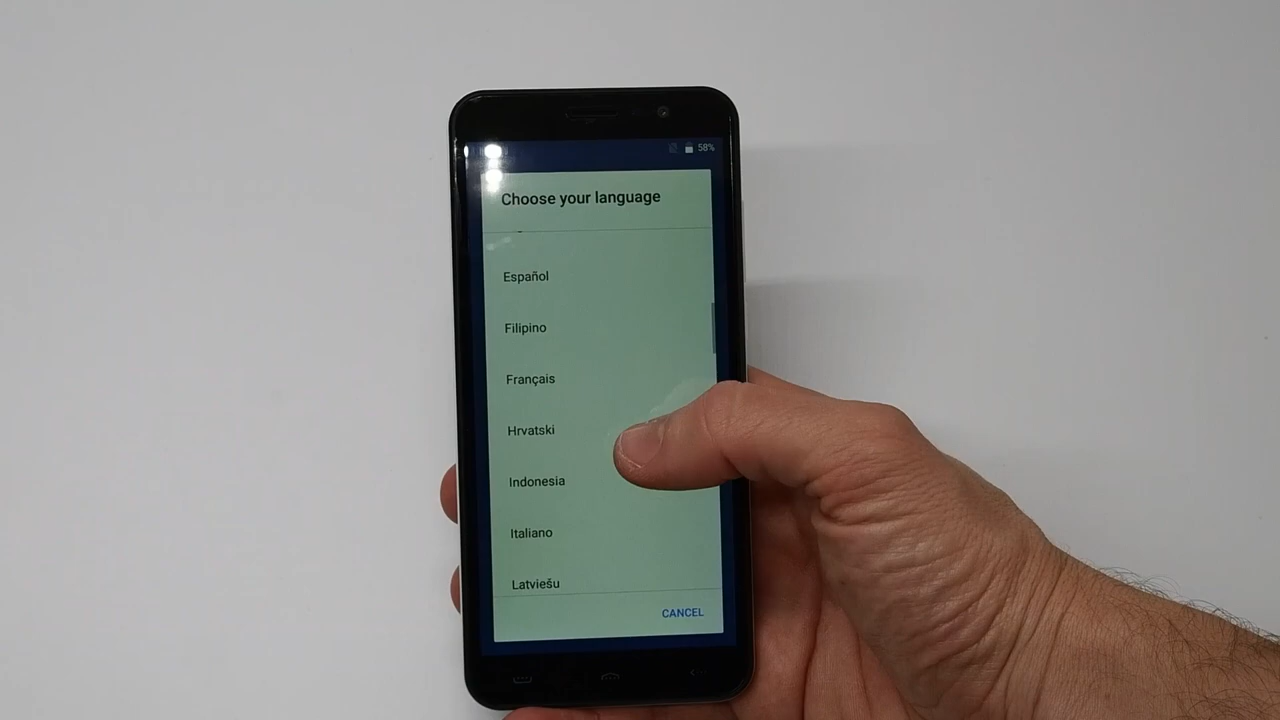 58%
Choose your language
Español
Filipino
Français
Hrvatski
Indonesia
Italiano
Latviešu
CANCEL